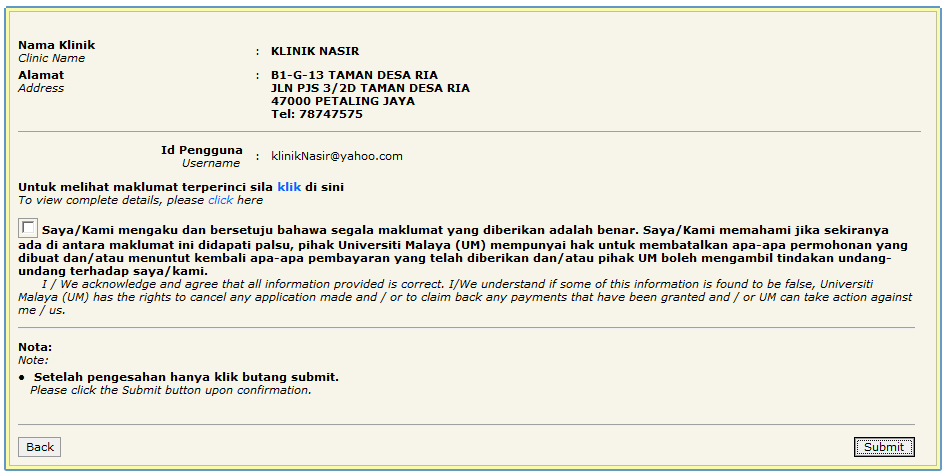 Nama Klinik
Clinic Name
: KLINIK NASIR
Alamat
Address
: B1-G-13 TAMAN DESA RIA
JLN PJS 3/2D TAMAN DESA RIA
47000 PETALING JAYA
Tel: 78747575
Id Pengguna
Username
: klinikNasir@yahoo.com
Untuk melihat maklumat terperinci sila klik di sini
To view complete details, please click here
Saya/Kami mengaku dan bersetuju bahawa segala maklumat yang diberikan adalah benar. Saya/Kami memahami jika sekiranya
ada di antara maklumat ini didapati palsu, pihak Universiti Malaya (UM) mempunyai hak untuk membatalkan apa-apa permohonan yang
dibuat dan/atau menuntut kembali apa-apa pembayaran yang telah diberikan dan/atau pihak UM boleh mengambil tindakan undang-
undang terhadap saya/kami.
I / We acknowledge and agree that all information provided is correct. I/We understand if some of this information is found to be false, Universiti
Malaya (UM) has the rights to cancel any application made and / or to claim back any payments that have been granted and / or UM can take action against
me / us.
Nota:
Note:
• Setelah pengesahan hanya klik butang submit.
Please click the Submit button upon confirmation.
Back
Submit